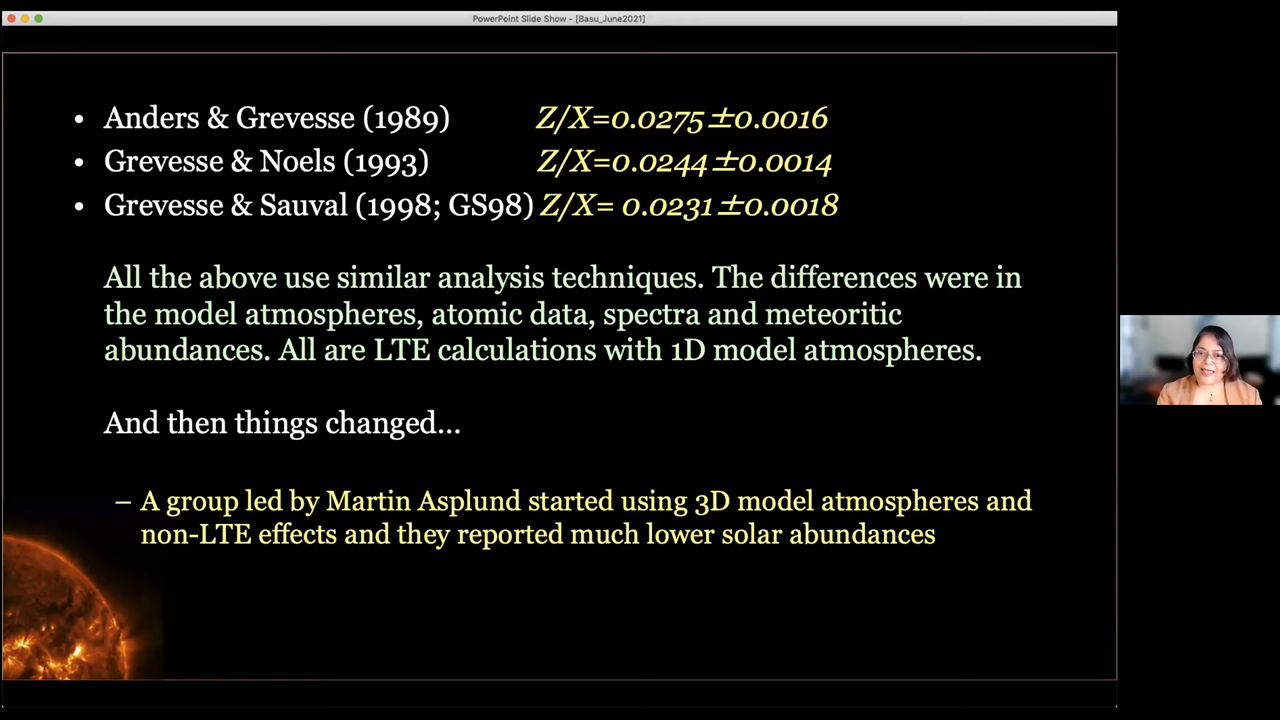 PowerPoint Slide Show - [Basu_June2021]
• Anders & Grevesse (1989) Z/X=0.0275±0.0016
• Grevesse & Noels (1993) Z/X=0.0244±0.0014
• Grevesse & Sauval (1998; GS98) Z/X= 0.0231±0.0018
All the above use similar analysis techniques. The differences were in
the model atmospheres, atomic data, spectra and meteoritic
abundances. All are LTE calculations with 1D model atmospheres.
And then things changed...
– A group led by Martin Asplund started using 3D model atmospheres and
non-LTE effects and they reported much lower solar abundances